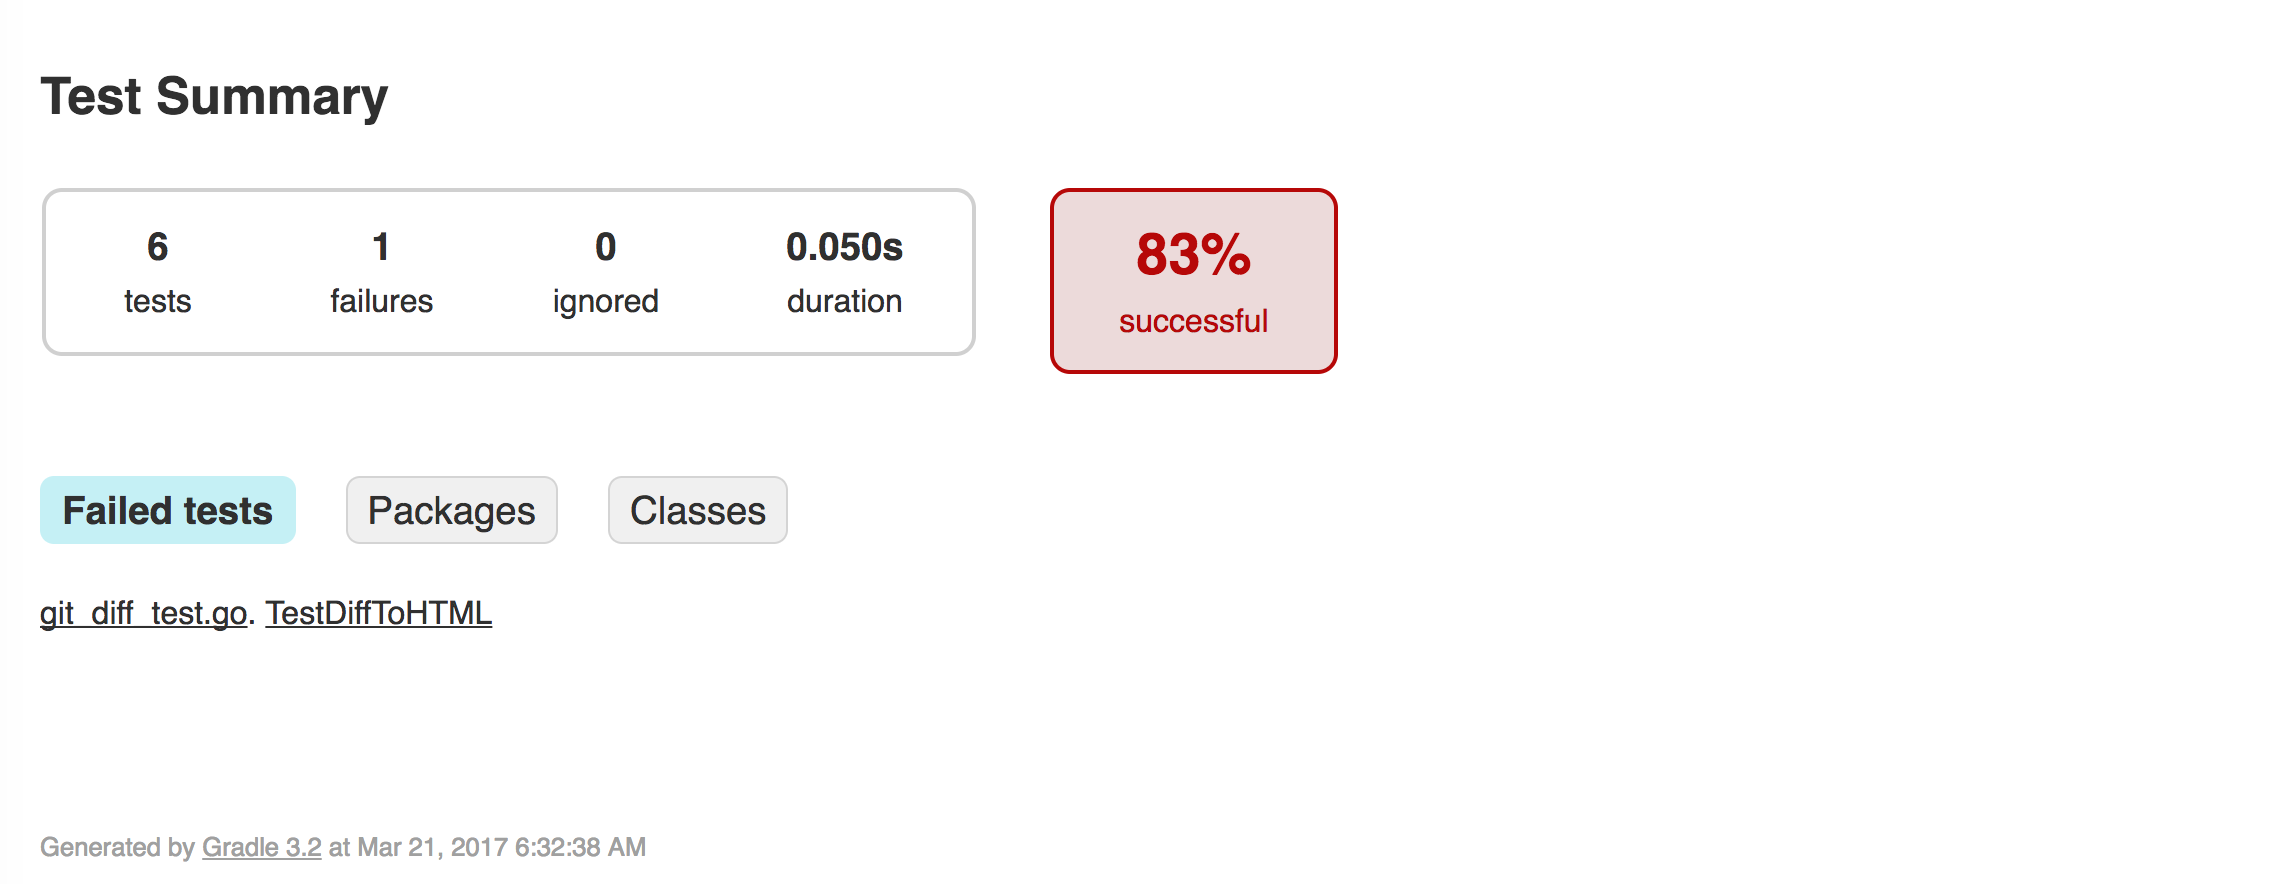 Test Summary
6 1 0 0.050s
tests failures ignored duration
83%
successful
Failed tests Packages Classes
git_diff_test.go. TestDiffToHTML
Generated by Gradle 3.2 at Mar 21, 2017 6:32:38 AM